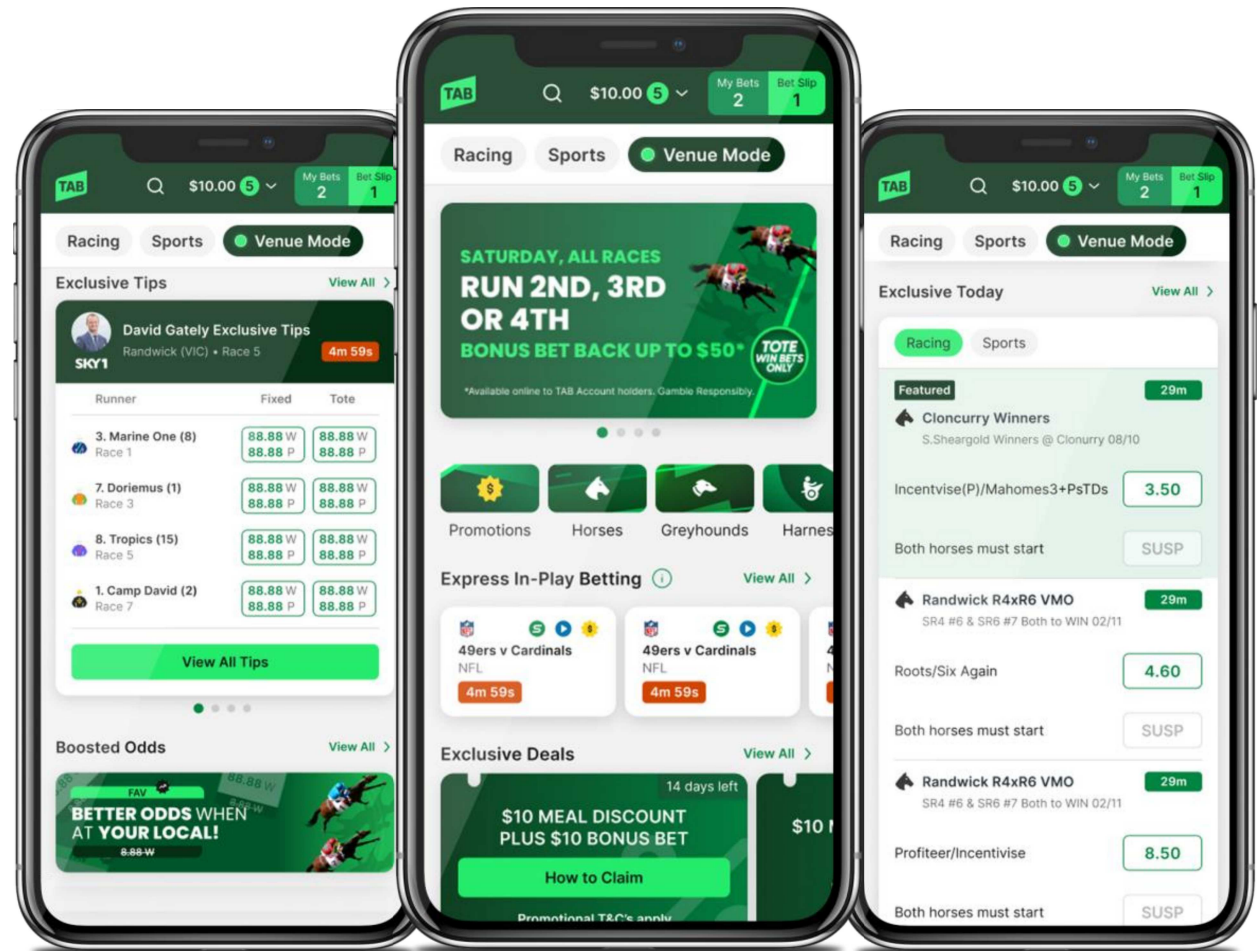 TAB
$10.00 5
My Bets
2
Bet Slip
1
Racing
Sports
Venue Mode
Exclusive Tips
View All
SKY1
David Gately Exclusive Tips
Randwick (VIC) • Race 5
4m 59s
Runner
Fixed
Tote
3. Marine One (8)
Race 1
88.88 W
88.88 P
88.88 W
88.88 P
7. Doriemus (1)
Race 3
88.88 W
88.88 P
88.88 W
88.88 P
8. Tropics (15)
Race 5
88.88 W
88.88 P
88.88 W
88.88 P
1. Camp David (2)
Race 7
88.88 W
88.88 P
88.88 W
88.88 P
View All Tips
Boosted Odds
View All
88.88 W
8.88 W
FAV
BETTER ODDS WHEN
AT YOUR LOCAL!
8.88 W
TAB
$10.00 5
My Bets
2
Bet Slip
1
Racing
Sports
Venue Mode
SATURDAY, ALL RACES
RUN 2ND, 3RD
OR 4TH
BONUS BET BACK UP TO $50*
TOTE
WIN BETS
ONLY
*Available online to TAB Account holders. Gamble Responsibly.
Promotions
Horses
Greyhounds
Harnes
Express In-Play Betting
View All
NFL
49ers v Cardinals
NFL
4m 59s
NFL
49ers v Cardinals
NFL
4m 59s
4
N
Exclusive Deals
View All
14 days left
$10 MEAL DISCOUNT
PLUS $10 BONUS BET
How to Claim
Promotional T&C's apply
$10
TAB
$10.00 5
My Bets
2
Bet Slip
1
Racing
Sports
Venue Mode
Exclusive Today
View All
Racing
Sports
Featured
29m
Cloncurry Winners
S.Sheargold Winners @ Clonurry 08/10
Incentvise(P)/Mahomes3+PsTDs
3.50
Both horses must start
SUSP
Randwick R4xR6 VMO
29m
SR4 #6 & SR6 #7 Both to WIN 02/11
Roots/Six Again
4.60
Both horses must start
SUSP
Randwick R4xR6 VMO
29m
SR4 #6 & SR6 #7 Both to WIN 02/11
Profiteer/Incentivise
8.50
Both horses must start
SUSP